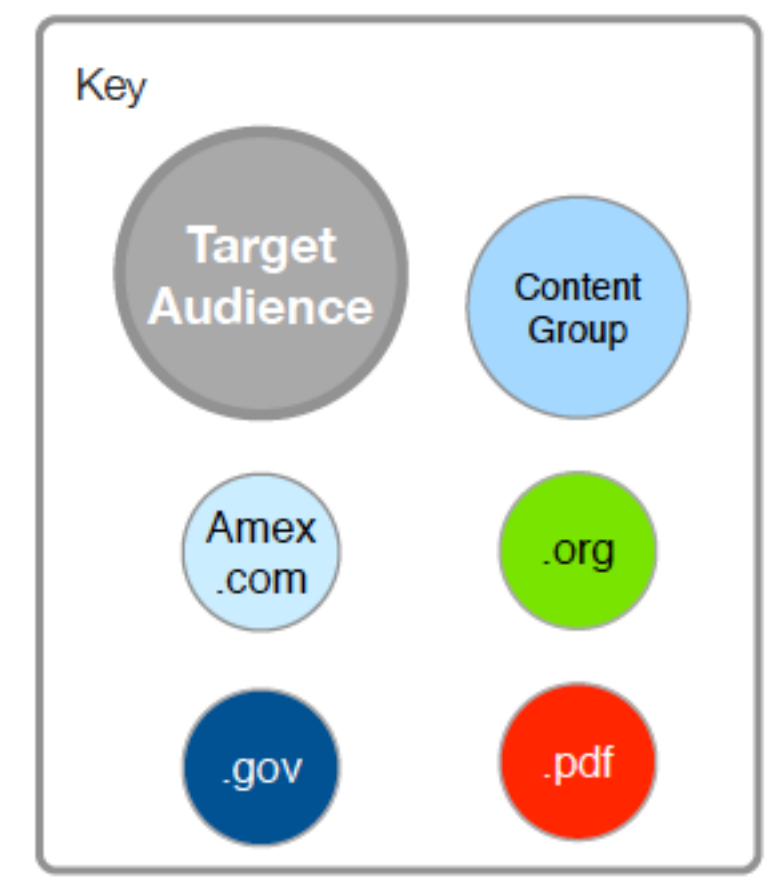 Key
Target
Audience
Content
Group
Amex
.com
.org
.gov
.pdf